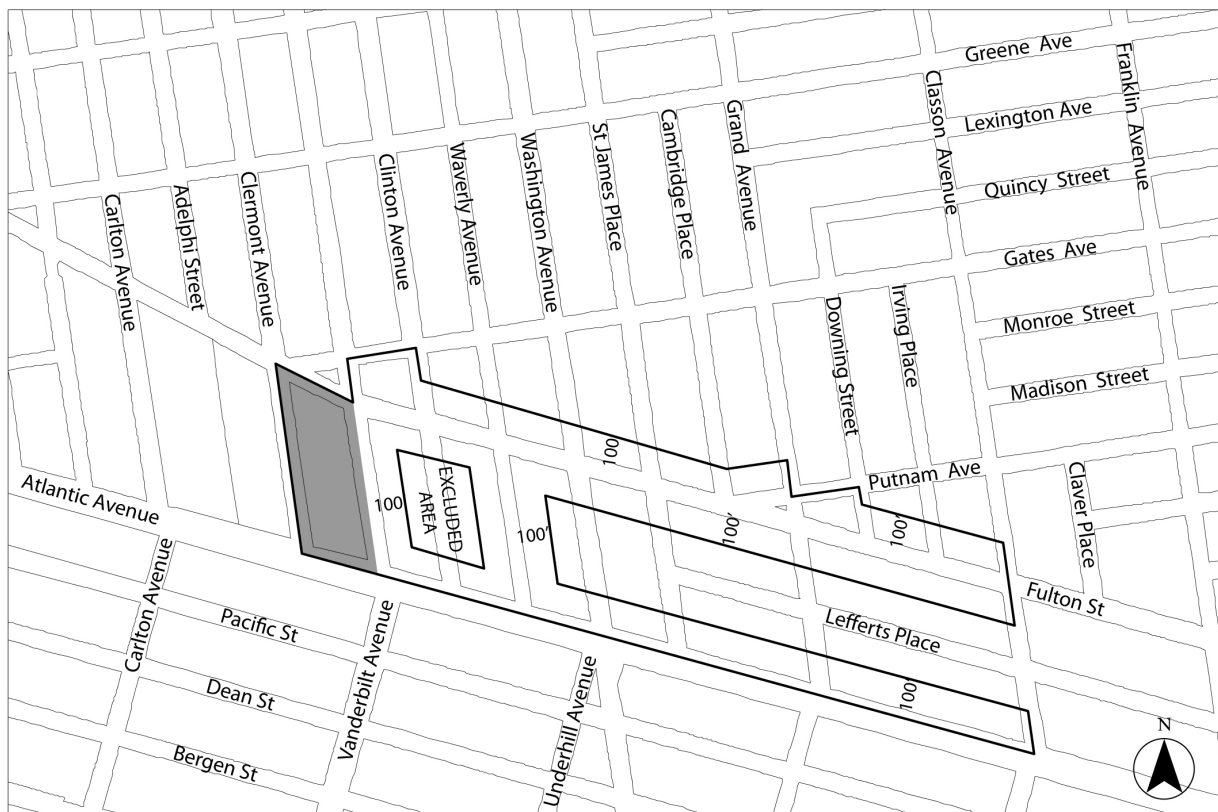 Greene Ave
Franklin Avenue
Classon Avenue
Lexington Ave
Grand Avenue
Cambridge Place
St James Place
Washington Avenue
Waverly Avenue
Clinton Avenue
Clermont Avenue
Adelphi Street
Carlton Avenue
Quincy Street
Gates Ave
Irving Place
Downing Street
Monroe Street
Madison Street
100'
Putnam Ave
Claver Place
EXCLUDED
AREA
100'
100'
100'
100'
Atlantic Avenue
Fulton St
Lefferts Place
Carlton Avenue
Pacific St
Vanderbilt Avenue
Underhill Avenue
100'
Dean St
Bergen St
N